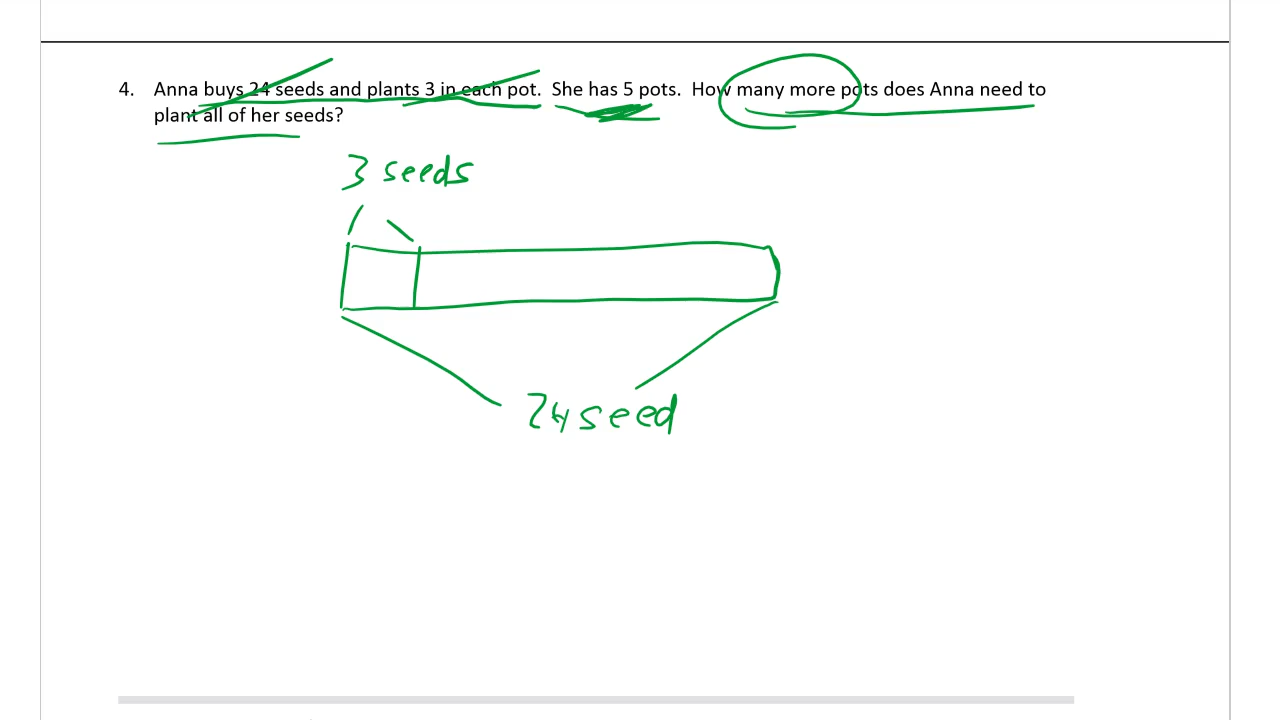 4. Anna buys 24 seeds and plants 3 in each pot. She has 5 pots. How many more pots does Anna need to
plant all of her seeds?
3 seeds
24 seed